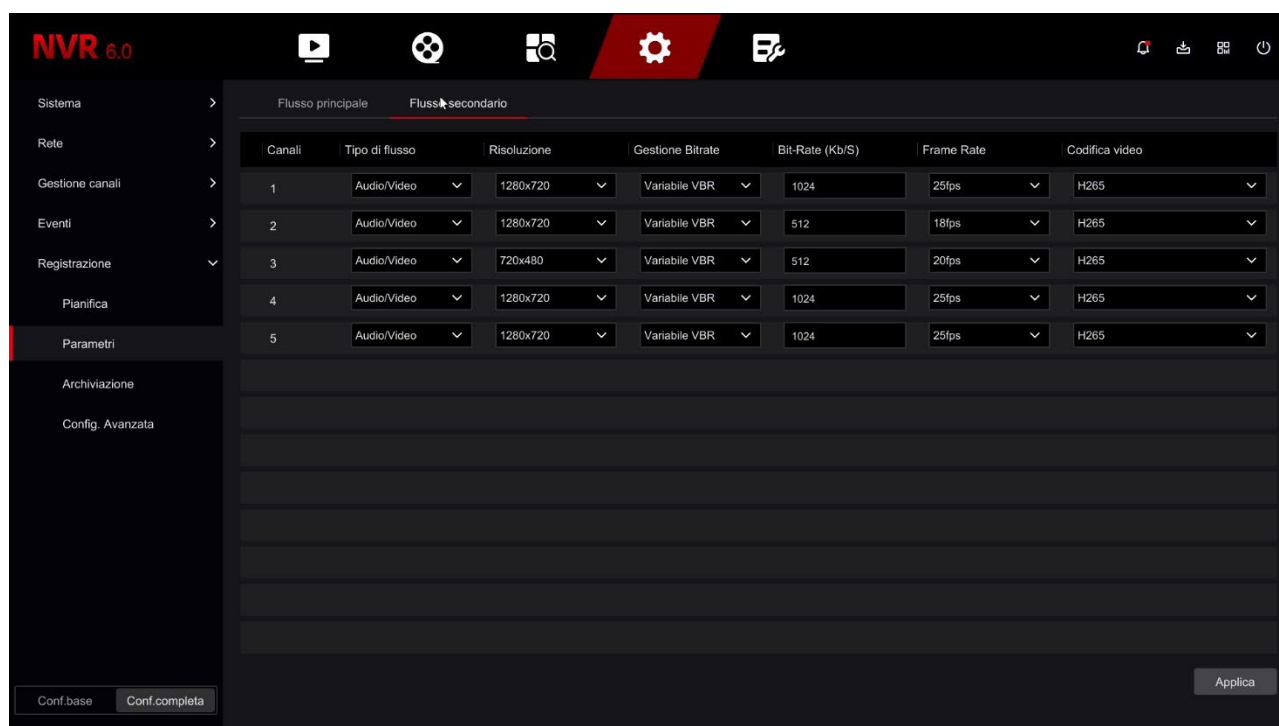 NVR 6.0
Sistema
Rete
Gestione canali
Eventi
Registrazione
Pianifica
Parametri
Archiviazione
Config. Avanzata
Conf.base Conf.completa
Flusso principale Flusso secondario
Canali Tipo di flusso Risoluzione Gestione Bitrate Bit-Rate (Kb/S) Frame Rate Codifica video
1 Audio/Video 1280x720 Variabile VBR 1024 25fps H265
2 Audio/Video 1280x720 Variabile VBR 512 18fps H265
3 Audio/Video 720x480 Variabile VBR 512 20fps H265
4 Audio/Video 1280x720 Variabile VBR 1024 25fps H265
5 Audio/Video 1280x720 Variabile VBR 1024 25fps H265
Applica